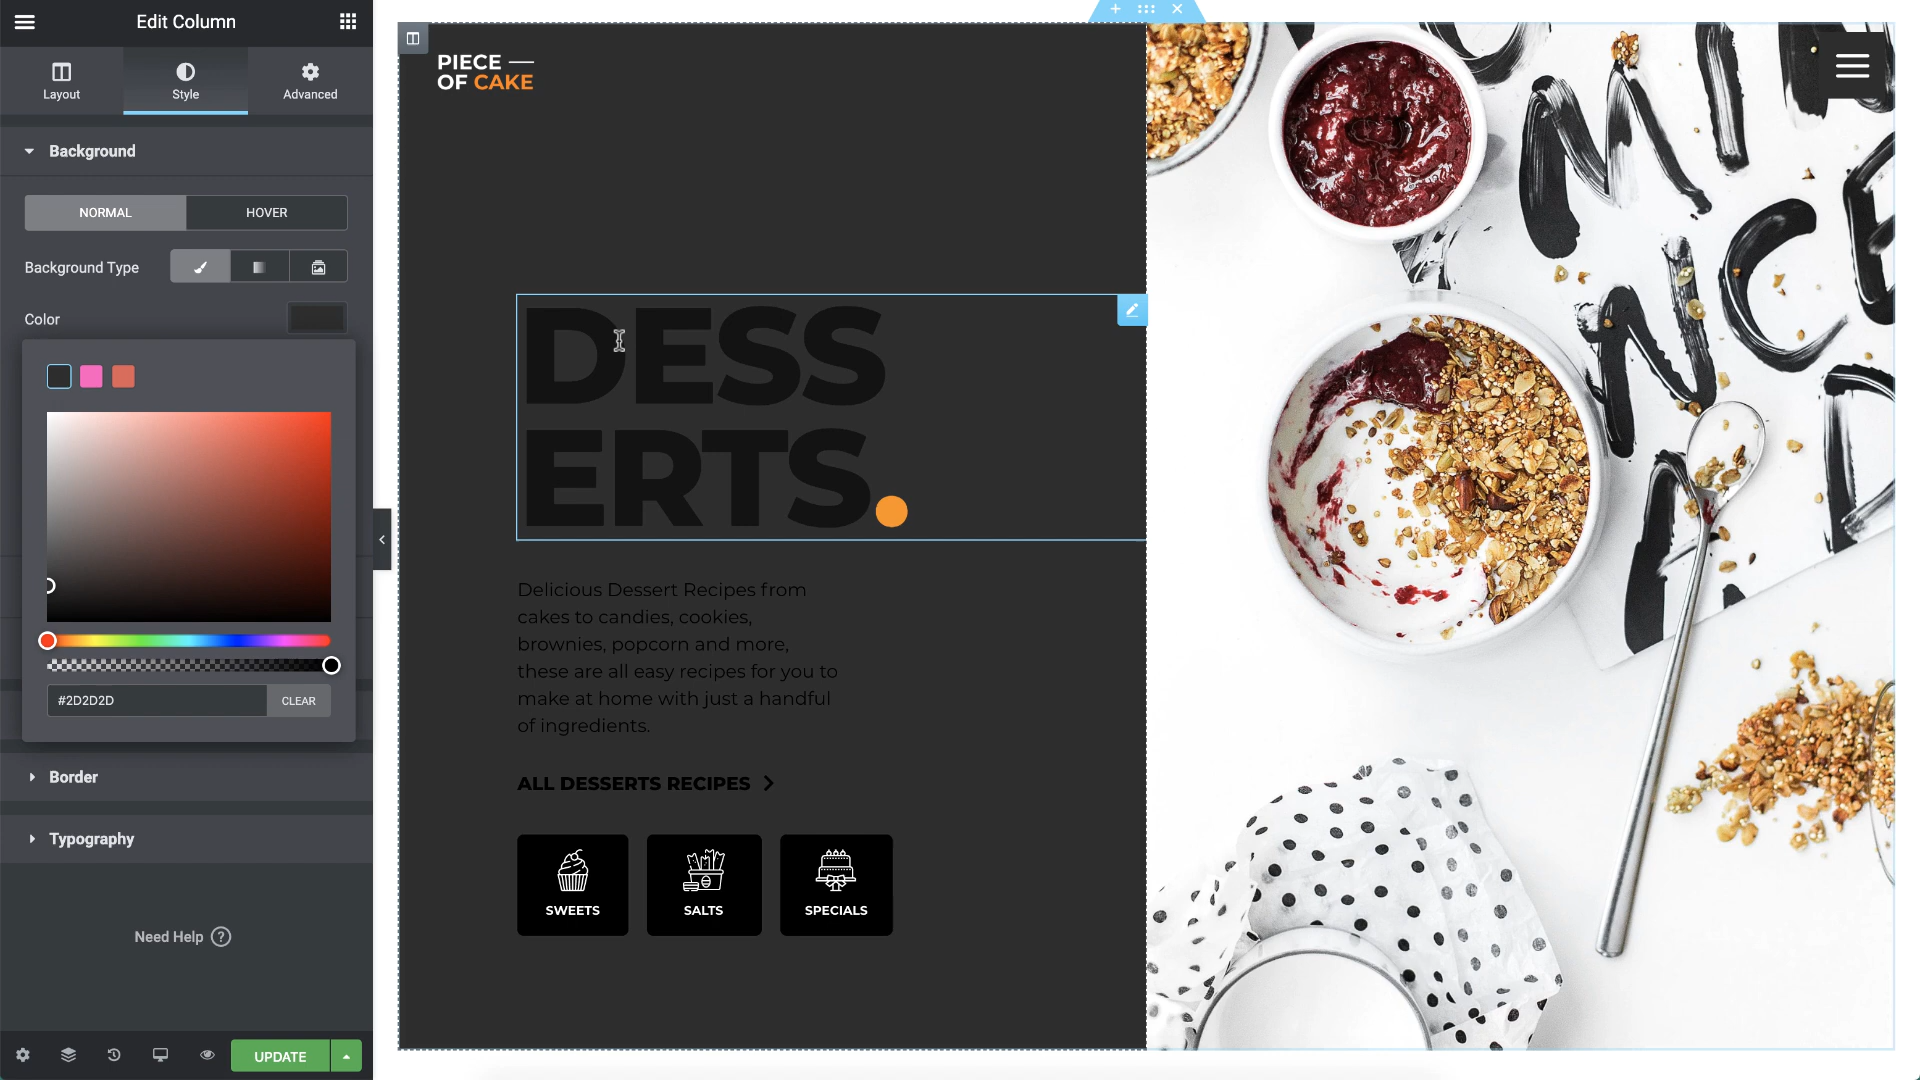 Edit Column
Layout
Style
Advanced
Background
NORMAL
HOVER
Background Type
Color
#2D2D2D
CLEAR
Border
Typography
Need Help ?
UPDATE
PIECE —
OF CAKE
DESS
ERTS.
Delicious Dessert Recipes from
cakes to candies, cookies,
brownies, popcorn and more,
these are all easy recipes for you to
make at home with just a handful
of ingredients.
ALL DESSERTS RECIPES
SWEETS
SALTS
SPECIALS